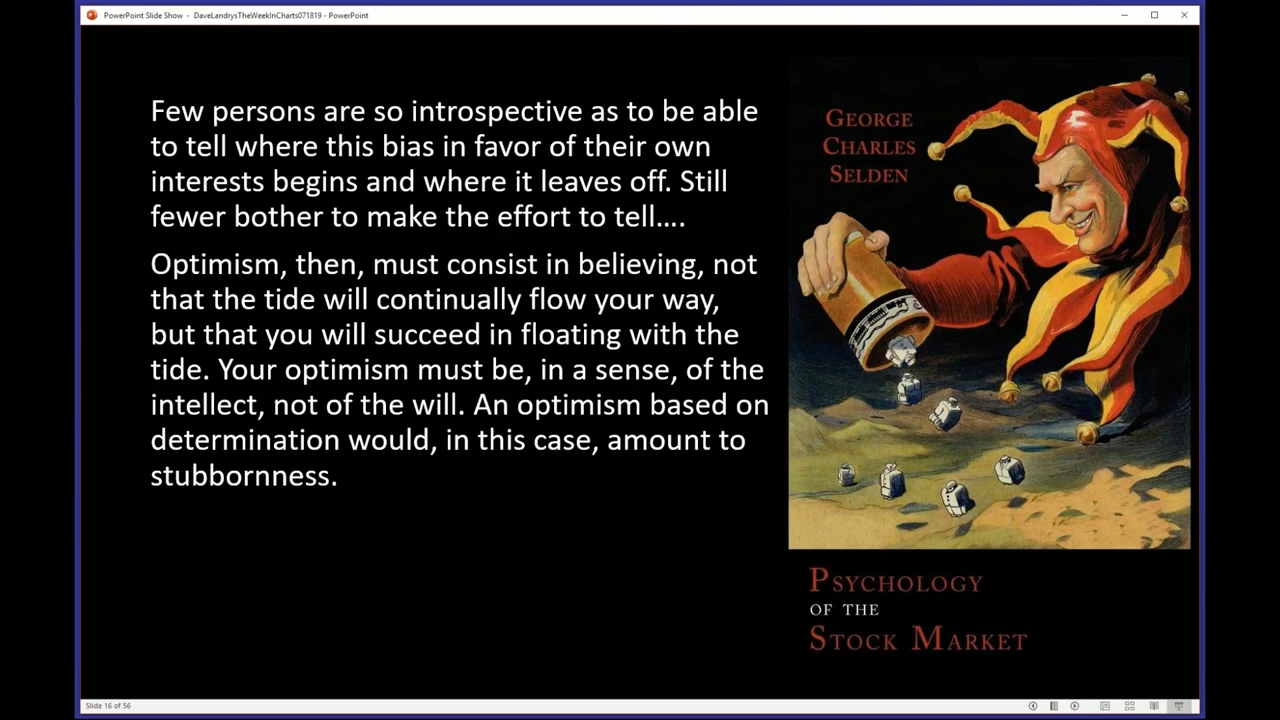 PowerPoint Slide Show - DaveLandrysTheWeekInCharts071819 - PowerPoint
Few persons are so introspective as to be able
to tell where this bias in favor of their own
interests begins and where it leaves off. Still
fewer bother to make the effort to tell....
Optimism, then, must consist in believing, not
that the tide will continually flow your way,
but that you will succeed in floating with the
tide. Your optimism must be, in a sense, of the
intellect, not of the will. An optimism based on
determination would, in this case, amount to
stubbornness.
GEORGE
CHARLES
SELDEN
PSYCHOLOGY
OF THE
STOCK MARKET
Slide 16 of 56